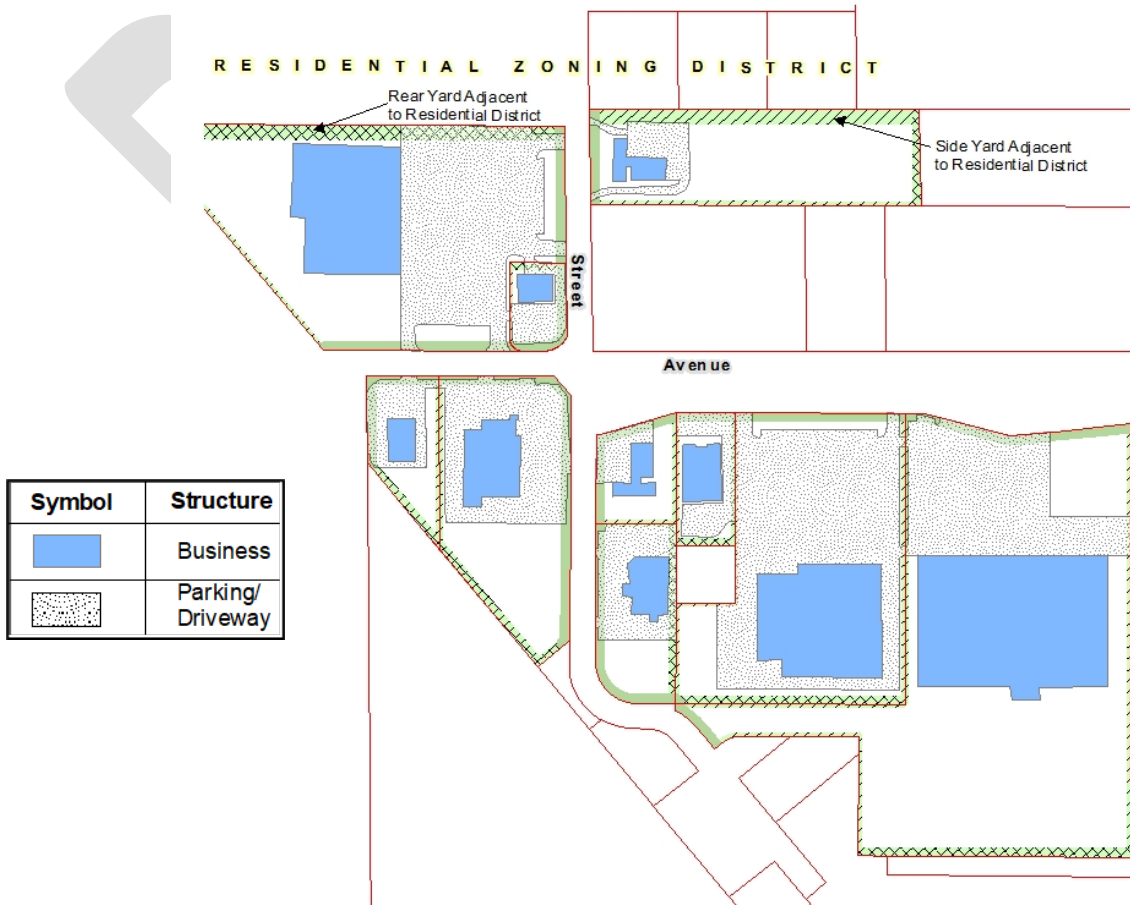 RESIDENTIAL ZONING DISTRICT
Rear Yard Adjacent
to Residential District
Side Yard Adjacent
to Residential District
Street
Avenue
Symbol Structure
Business
Parking/
Driveway